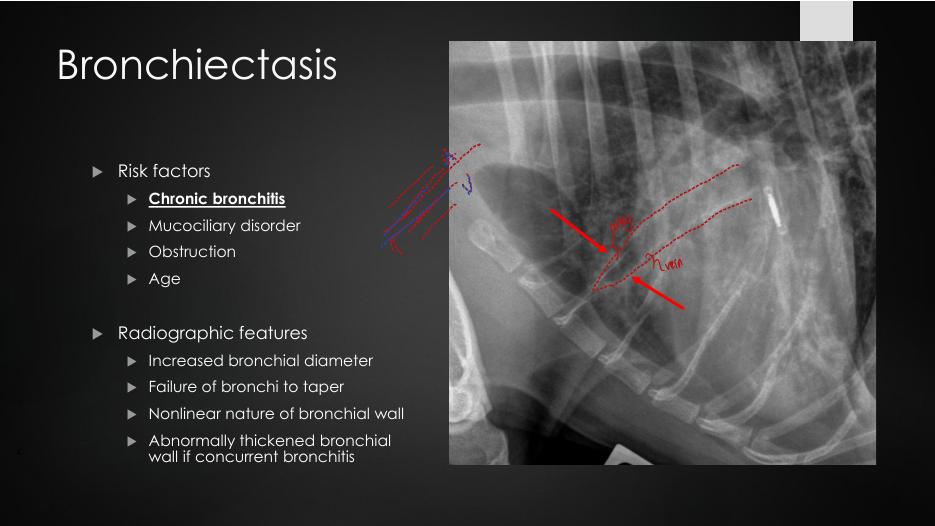 Bronchiectasis
Risk factors
Chronic bronchitis
Mucociliary disorder
Obstruction
Age
Radiographic features
Increased bronchial diameter
Failure of bronchi to taper
Nonlinear nature of bronchial wall
Abnormally thickened bronchial
wall if concurrent bronchitis
vein